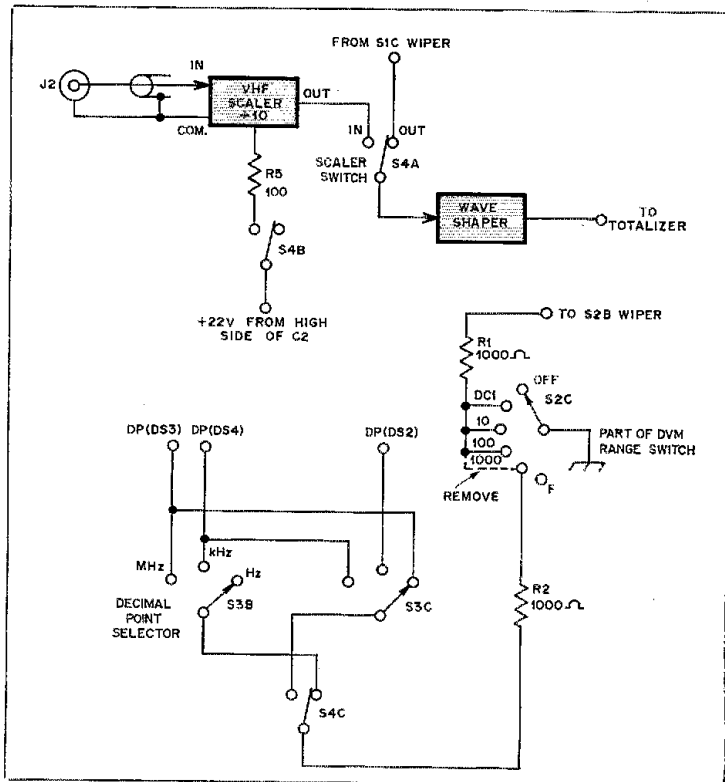 FROM S1C WIPER
J2
IN
VHF
SCALER
÷10
OUT
COM.
IN
OUT
SCALER
SWITCH
S4A
R5
100
S4B
WAVE
SHAPER
TO
TOTALIZER
+22V FROM HIGH
SIDE OF C2
TO S2B WIPER
R1
1000Ω
OFF
DC1
S2C
10
100
1000
PART OF DVM
RANGE SWITCH
REMOVE
F
DP(DS3)
DP(DS4)
DP(DS2)
MHz
kHz
Hz
DECIMAL
POINT
SELECTOR
S3B
S3C
R2
1000Ω
S4C